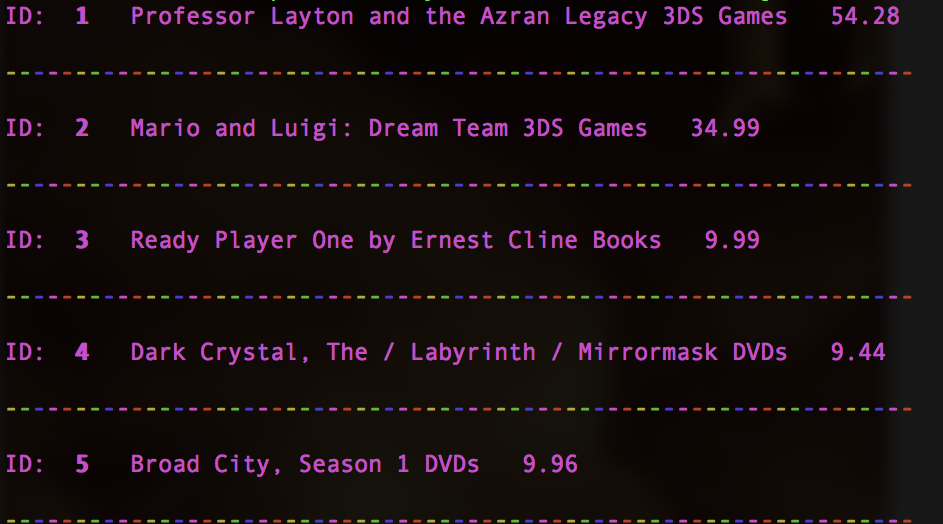 ID: 1 Professor Layton and the Azran Legacy 3DS Games 54.28
--------------------------------------------------------
ID: 2 Mario and Luigi: Dream Team 3DS Games 34.99
--------------------------------------------------------
ID: 3 Ready Player One by Ernest Cline Books 9.99
--------------------------------------------------------
ID: 4 Dark Crystal, The / Labyrinth / Mirrormask DVDs 9.44
--------------------------------------------------------
ID: 5 Broad City, Season 1 DVDs 9.96
--------------------------------------------------------